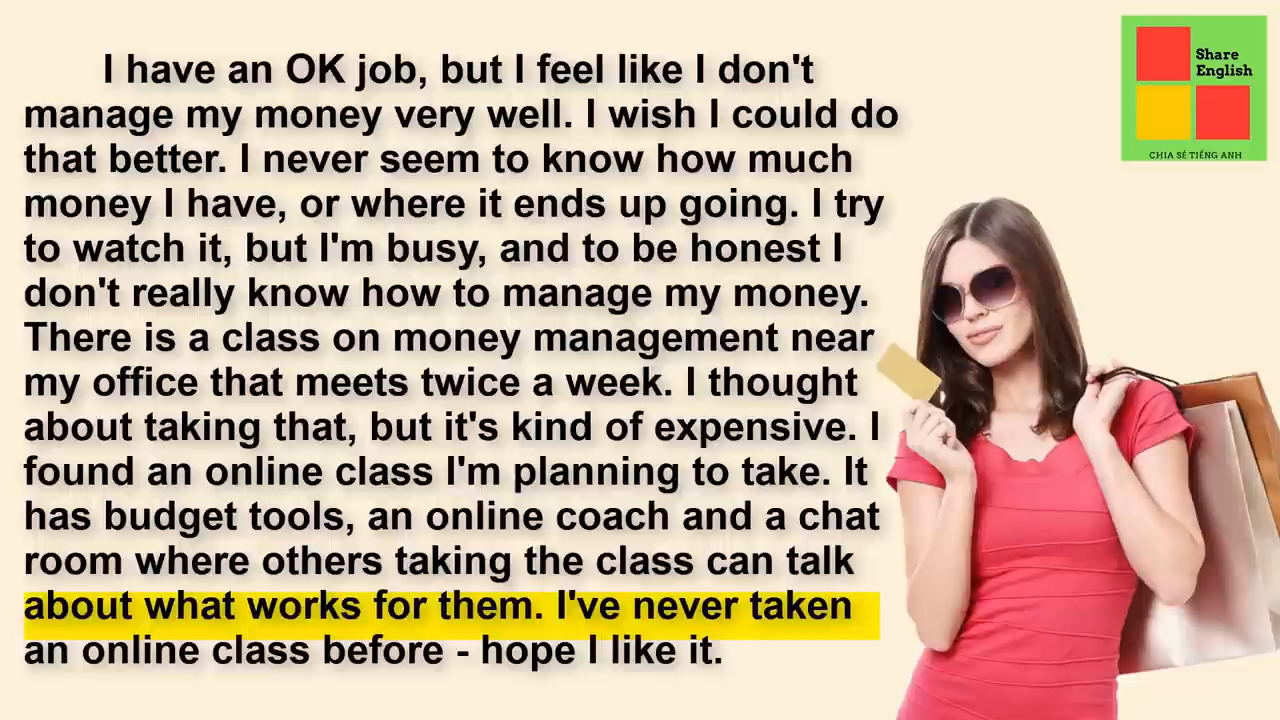 I have an OK job, but I feel like I don't
manage my money very well. I wish I could do
that better. I never seem to know how much
money I have, or where it ends up going. I try
to watch it, but I'm busy, and to be honest I
don't really know how to manage my money.
There is a class on money management near
my office that meets twice a week. I thought
about taking that, but it's kind of expensive. I
found an online class I'm planning to take. It
has budget tools, an online coach and a chat
room where others taking the class can talk
about what works for them. I've never taken
an online class before - hope I like it.
Share
English
CHIA SẺ TIẾNG ANH